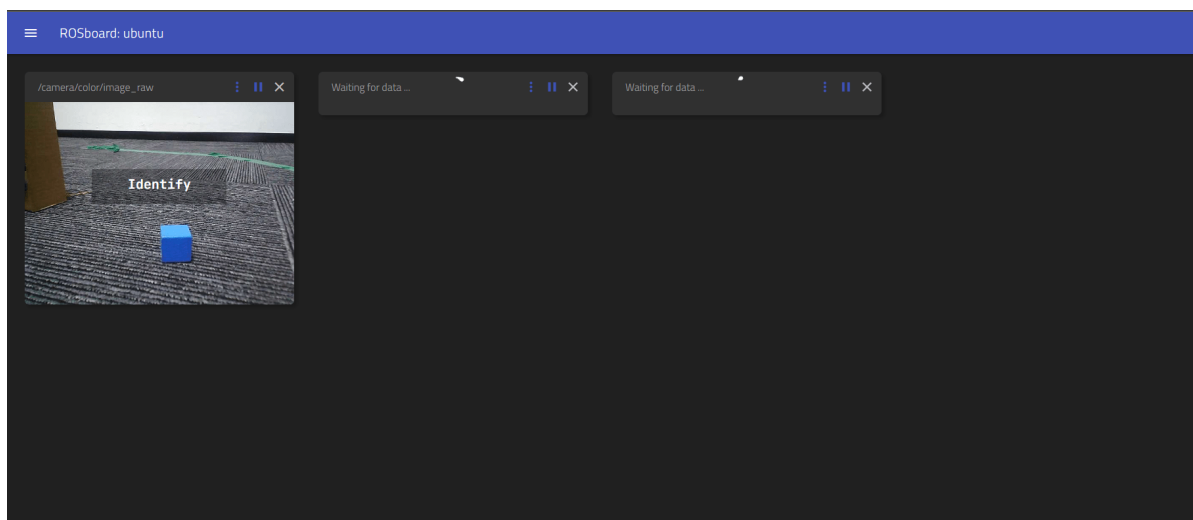 ROSboard: ubuntu
/camera/color/image_raw
Waiting for data ...
Waiting for data ...
Identify